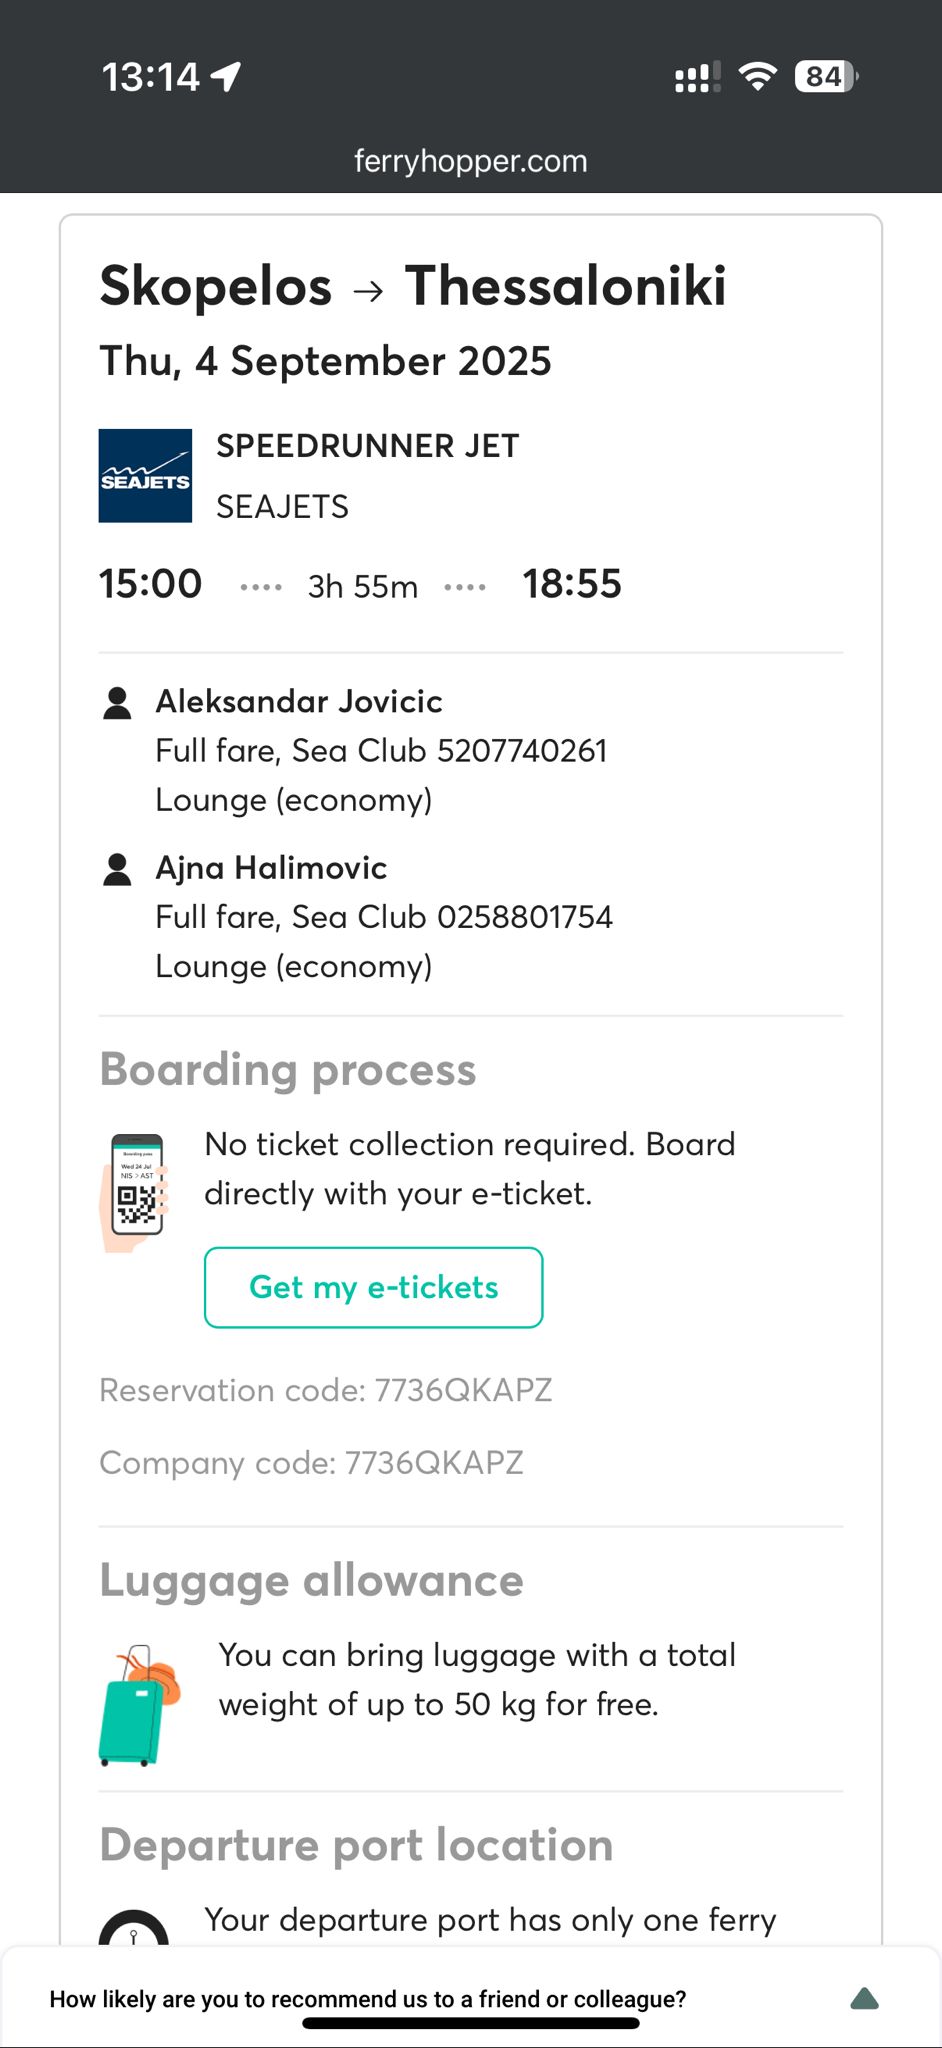 13:14
84
ferryhopper.com
Skopelos → Thessaloniki
Thu, 4 September 2025
SEAJETS
SPEEDRUNNER JET
SEAJETS
15:00 ···· 3h 55m ···· 18:55
Aleksandar Jovicic
Full fare, Sea Club 5207740261
Lounge (economy)
Ajna Halimovic
Full fare, Sea Club 0258801754
Lounge (economy)
Boarding process
Boarding pass
Wed 24 Jul
NIS > AST
No ticket collection required. Board
directly with your e-ticket.
Get my e-tickets
Reservation code: 7736QKAPZ
Company code: 7736QKAPZ
Luggage allowance
You can bring luggage with a total
weight of up to 50 kg for free.
Departure port location
Your departure port has only one ferry
How likely are you to recommend us to a friend or colleague?